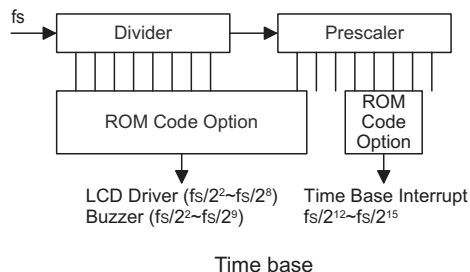 fs
Divider
Prescaler
ROM Code Option
ROM
Code
Option
LCD Driver (fs/2²~fs/2⁸)
Buzzer (fs/2²~fs/2⁹)
Time Base Interrupt
fs/2¹²~fs/2¹⁵
Time base